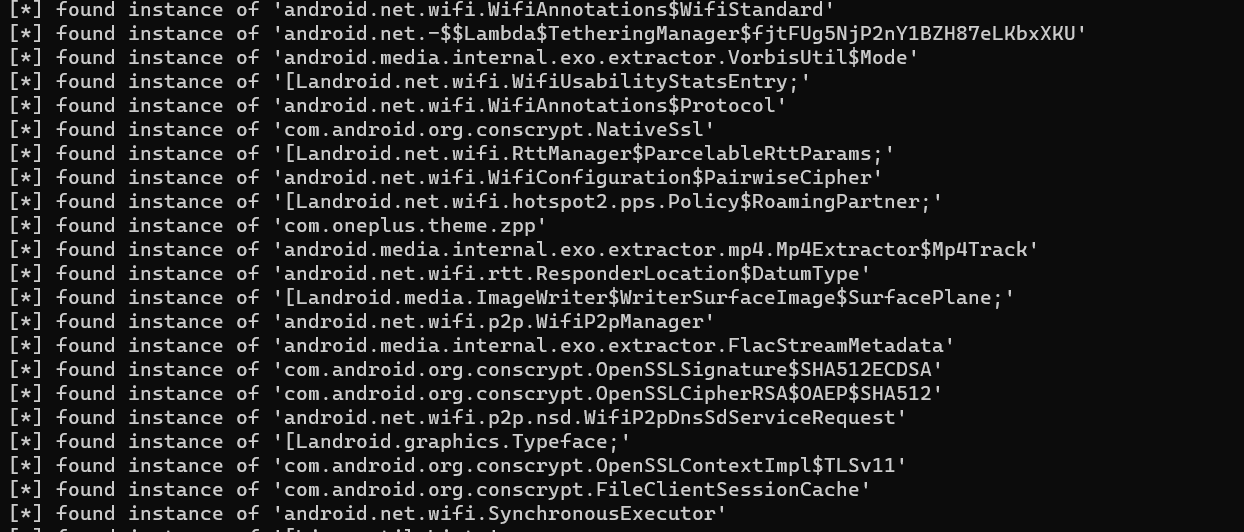 [*] found instance of 'android.net.wifi.WifiAnnotations$WifiStandard'
[*] found instance of 'android.net.-$$Lambda$TetheringManager$fjtFUg5NjP2nY1BZH87eLKbxXKU'
[*] found instance of 'android.media.internal.exo.extractor.VorbisUtil$Mode'
[*] found instance of '[Landroid.net.wifi.WifiUsabilityStatsEntry;'
[*] found instance of 'android.net.wifi.WifiAnnotations$Protocol'
[*] found instance of 'com.android.org.conscrypt.NativeSsl'
[*] found instance of '[Landroid.net.wifi.RttManager$ParcelableRttParams;'
[*] found instance of 'android.net.wifi.WifiConfiguration$PairwiseCipher'
[*] found instance of '[Landroid.net.wifi.hotspot2.pps.Policy$RoamingPartner;'
[*] found instance of 'com.oneplus.theme.zpp'
[*] found instance of 'android.media.internal.exo.extractor.mp4.Mp4Extractor$Mp4Track'
[*] found instance of 'android.net.wifi.rtt.ResponderLocation$DatumType'
[*] found instance of '[Landroid.media.ImageWriter$WriterSurfaceImage$SurfacePlane;'
[*] found instance of 'android.net.wifi.p2p.WifiP2pManager'
[*] found instance of 'android.media.internal.exo.extractor.FlacStreamMetadata'
[*] found instance of 'com.android.org.conscrypt.OpenSSLSignature$SHA512ECDSA'
[*] found instance of 'com.android.org.conscrypt.OpenSSLCipherRSA$OAEP$SHA512'
[*] found instance of 'android.net.wifi.p2p.nsd.WifiP2pDnsSdServiceRequest'
[*] found instance of '[Landroid.graphics.Typeface;'
[*] found instance of 'com.android.org.conscrypt.OpenSSLContextImpl$TLSv11'
[*] found instance of 'com.android.org.conscrypt.FileClientSessionCache'
[*] found instance of 'android.net.wifi.SynchronousExecutor'
[*] found instance of